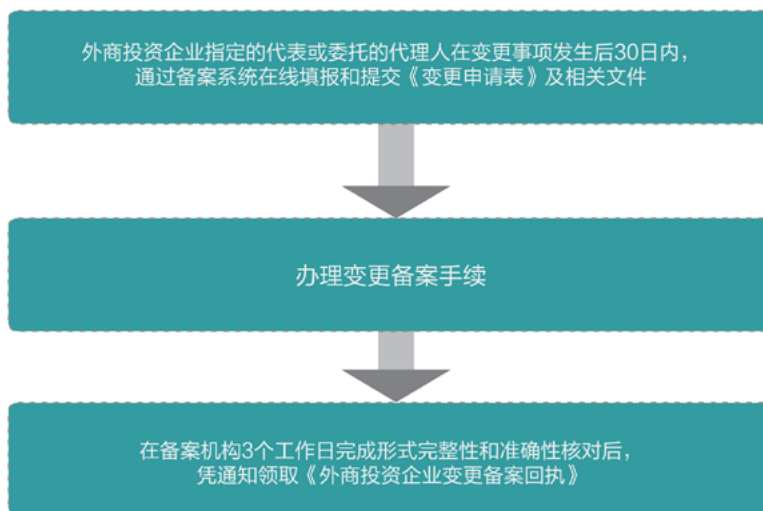 外商投资企业指定的代表或委托的代理人在变更事项发生后30日内，
通过备案系统在线填报和提交《变更申请表》及相关文件
办理变更备案手续
在备案机构3个工作日完成形式完整性和准确性核对后，
凭通知领取《外商投资企业变更备案回执》